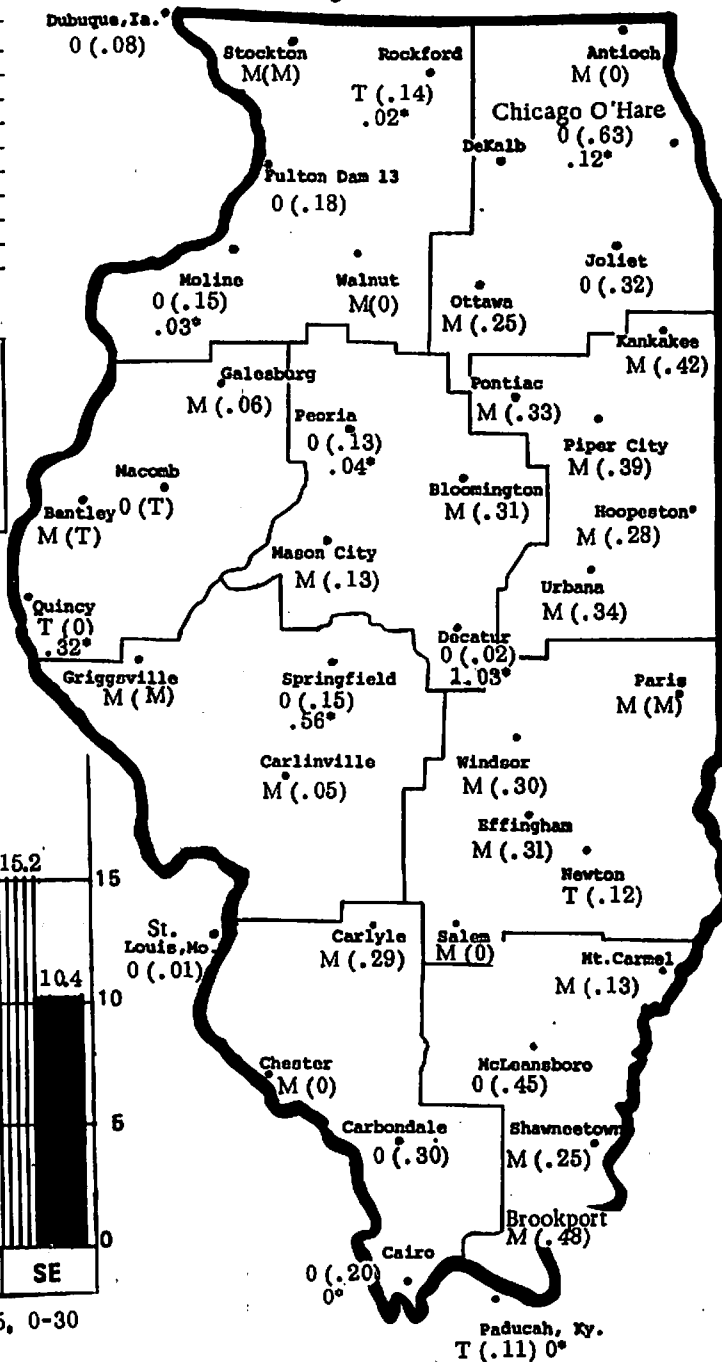 Dubuque,Ia.
0 (.08)
Stockton
M(M)
Rockford
T (.14)
.02*
Antioch
M (0)
Chicago O'Hare
0 (.63)
.12*
DeKalb
Fulton Dam 13
0 (.18)
Moline
0 (.15)
.03*
Walnut
M(0)
Ottawa
M (.25)
Joliet
0 (.32)
Kankakee
M (.42)
Galesburg
M (.06)
Pontiac
M (.33)
Peoria
0 (.13)
.04*
Piper City
M (.39)
Macomb
0 (T)
Bloomington
M (.31)
Bantley
M (T)
Hoopeston
M (.28)
Mason City
M (.13)
Urbana
M (.34)
Quincy
T (0)
.32*
Decatur
0 (.02)
1.03*
Griggsville
M (M)
Springfield
0 (.15)
.56*
Paris
M (M)
Carlinville
M (.05)
Windsor
M (.30)
Effingham
M (.31)
Newton
T (.12)
15.2
15
10.4
10
5
0
SE
5, 0-30
St.
Louis,Mo.
0 (.01)
Carlyle
M (.29)
Salem
M (0)
Mt.Carmel
M (.13)
Chester
M (0)
McLeansboro
0 (.45)
Carbondale
0 (.30)
Shawneetown
M (.25)
Brookport
M (.48)
Cairo
0 (.20)
0*
Paducah, Ky.
T (.11) 0*